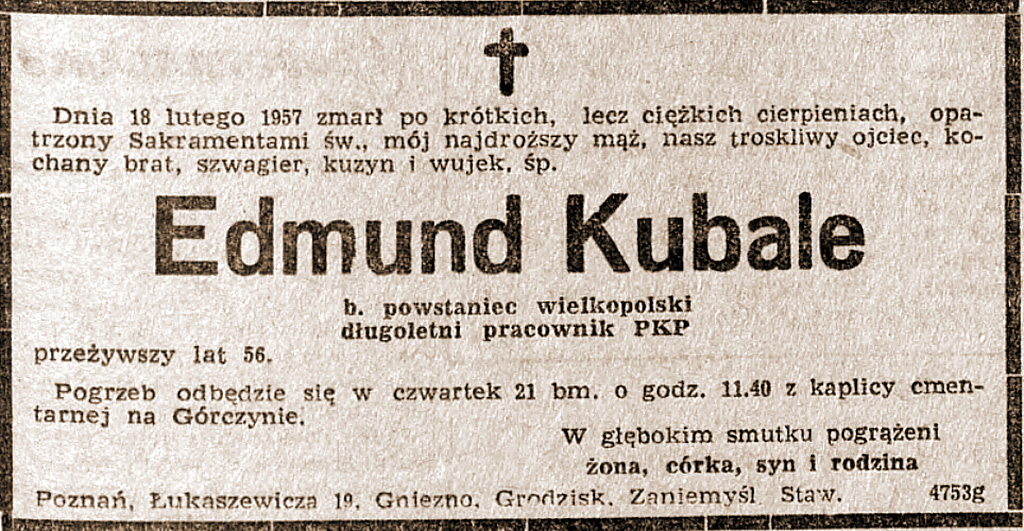 Dnia 18 lutego 1957 zmarł po krótkich, lecz ciężkich cierpieniach, opa-
trzony Sakramentami św., mój najdroższy mąż, nasz troskliwy ojciec, ko-
chany brat, szwagier, kuzyn i wujek, śp.
Edmund Kubale
b. powstaniec wielkopolski
długoletni pracownik PKP
przeżywszy lat 56.
Pogrzeb odbędzie się w czwartek 21 bm. o godz. 11.40 z kaplicy cmen-
tarnej na Górczynie.
W głębokim smutku pogrążeni
żona, córka, syn i rodzina
Poznań, Łukaszewicza 19, Gniezno, Grodzisk, Zaniemyśl Staw. 4753g